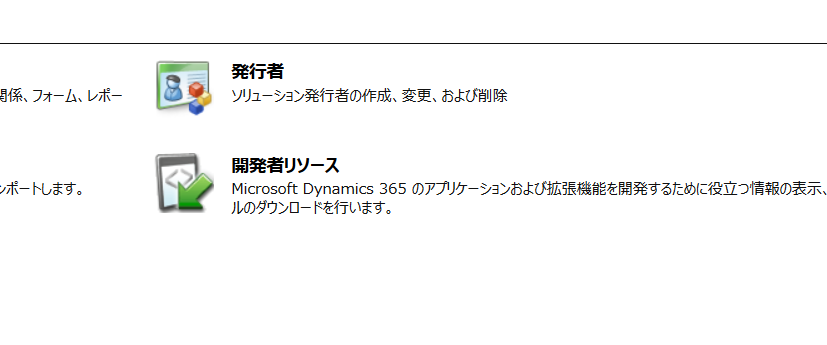 発行者
関係、フォーム、レポー
ソリューション発行者の作成、変更、および削除
開発者リソース
ンポートします。
Microsoft Dynamics 365 のアプリケーションおよび拡張機能を開発するために役立つ情報の表示、
ルのダウンロードを行います。